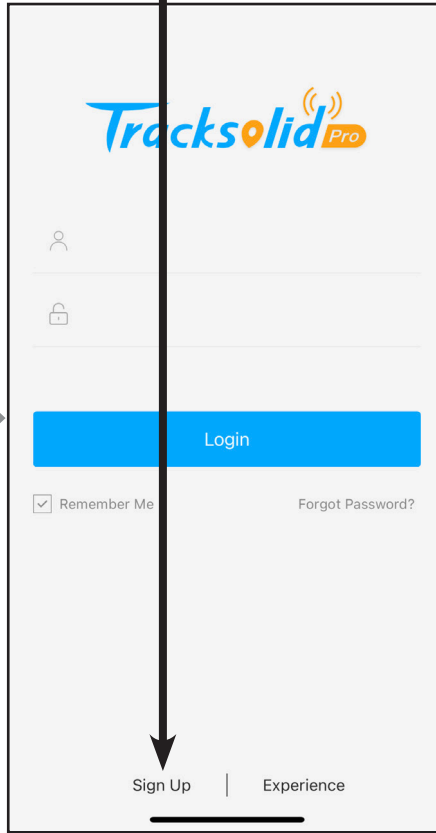 Tracksolid Pro
Login
Remember Me Forgot Password?
Sign Up | Experience